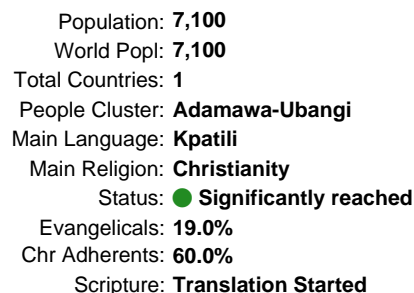 Population: 7,100
World Popl: 7,100
Total Countries: 1
People Cluster: Adamawa-Ubangi
Main Language: Kpatili
Main Religion: Christianity
Status: Significantly reached
Evangelicals: 19.0%
Chr Adherents: 60.0%
Scripture: Translation Started